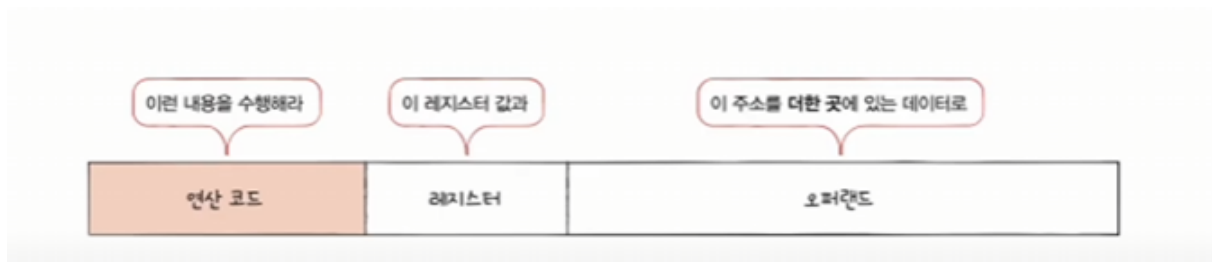 이런 내용을 수행해라
이 레지스터 값과
이 주소를 더한 곳에 있는 데이터로
연산 코드
레지스터
오퍼랜드